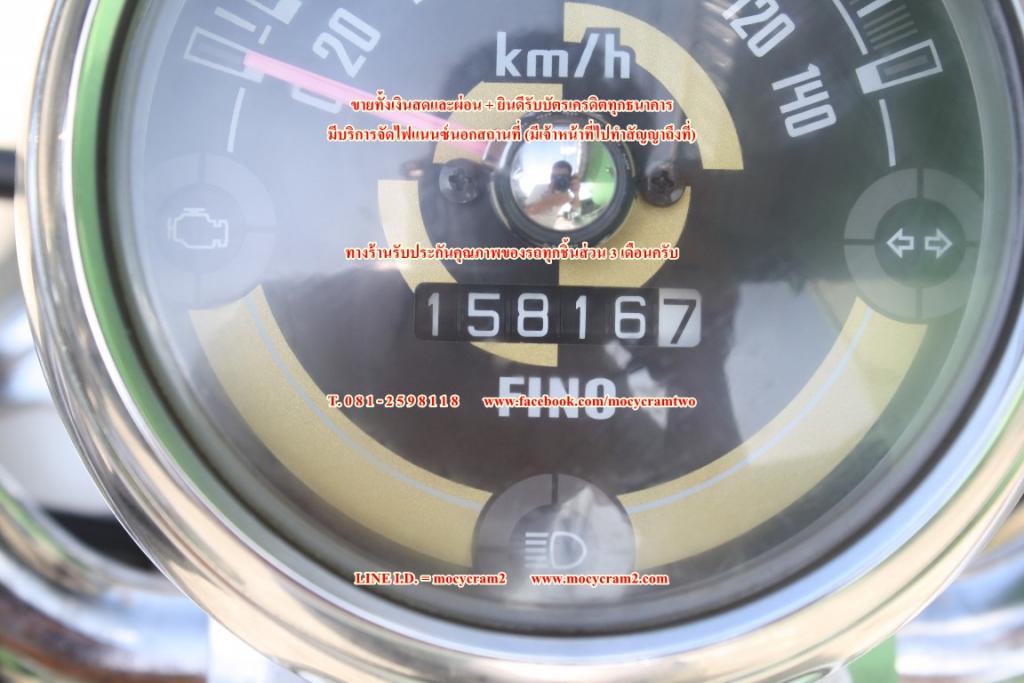 20
120
140
km/h
ขายทั้งเงินสดและผ่อน + ยินดีรับบัตรเครดิตทุกธนาคาร
มีบริการจัดไฟแนนซ์นอกสถานที่ (มีเจ้าหน้าที่ไปทำสัญญาถึงที่)
ทางร้านรับประกันคุณภาพของรถทุกชิ้นส่วน 3 เดือนครับ
158167
FINO
T. 081-2598118 www.facebook.com/mocycramtwo
LINE I.D. = mocycram2 www.mocycram2.com